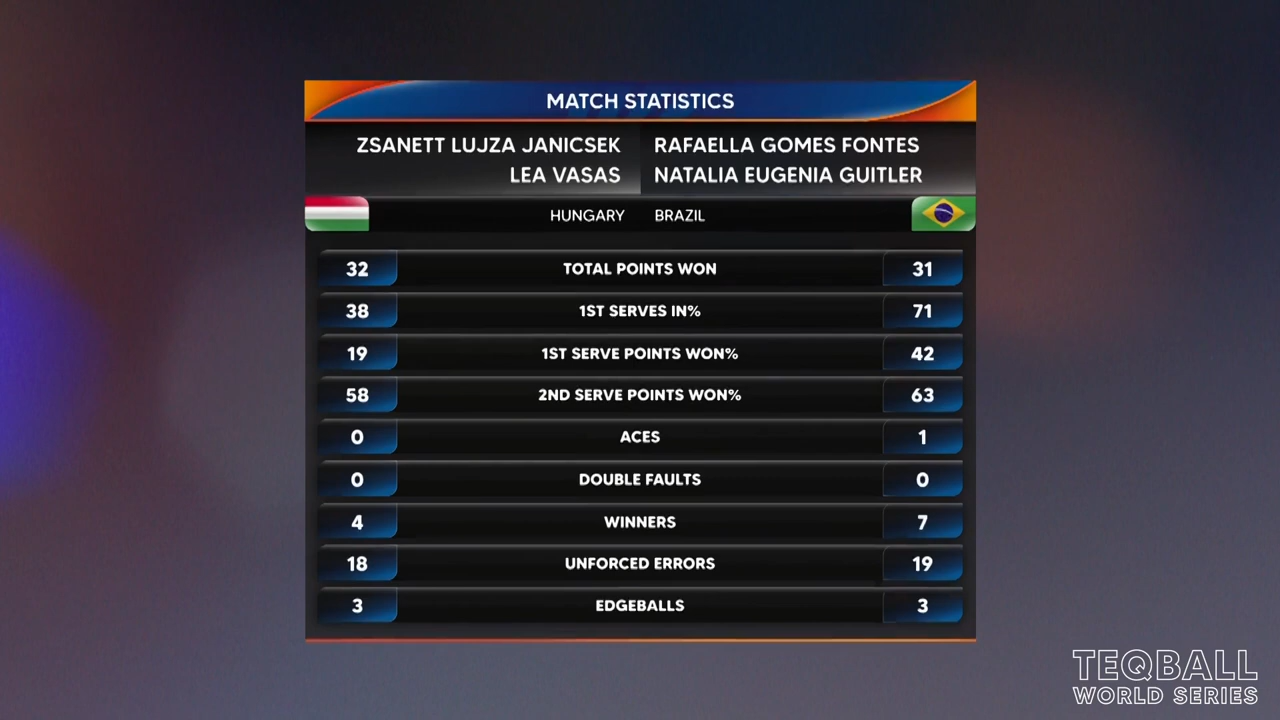 MATCH STATISTICS
ZSANETT LUJZA JANICSEK
LEA VASAS
RAFAELLA GOMES FONTES
NATALIA EUGENIA GUITLER
HUNGARY BRAZIL
32 TOTAL POINTS WON 31
38 1ST SERVES IN% 71
19 1ST SERVE POINTS WON% 42
58 2ND SERVE POINTS WON% 63
0 ACES 1
0 DOUBLE FAULTS 0
4 WINNERS 7
18 UNFORCED ERRORS 19
3 EDGEBALLS 3
TEQBALL
WORLD SERIES